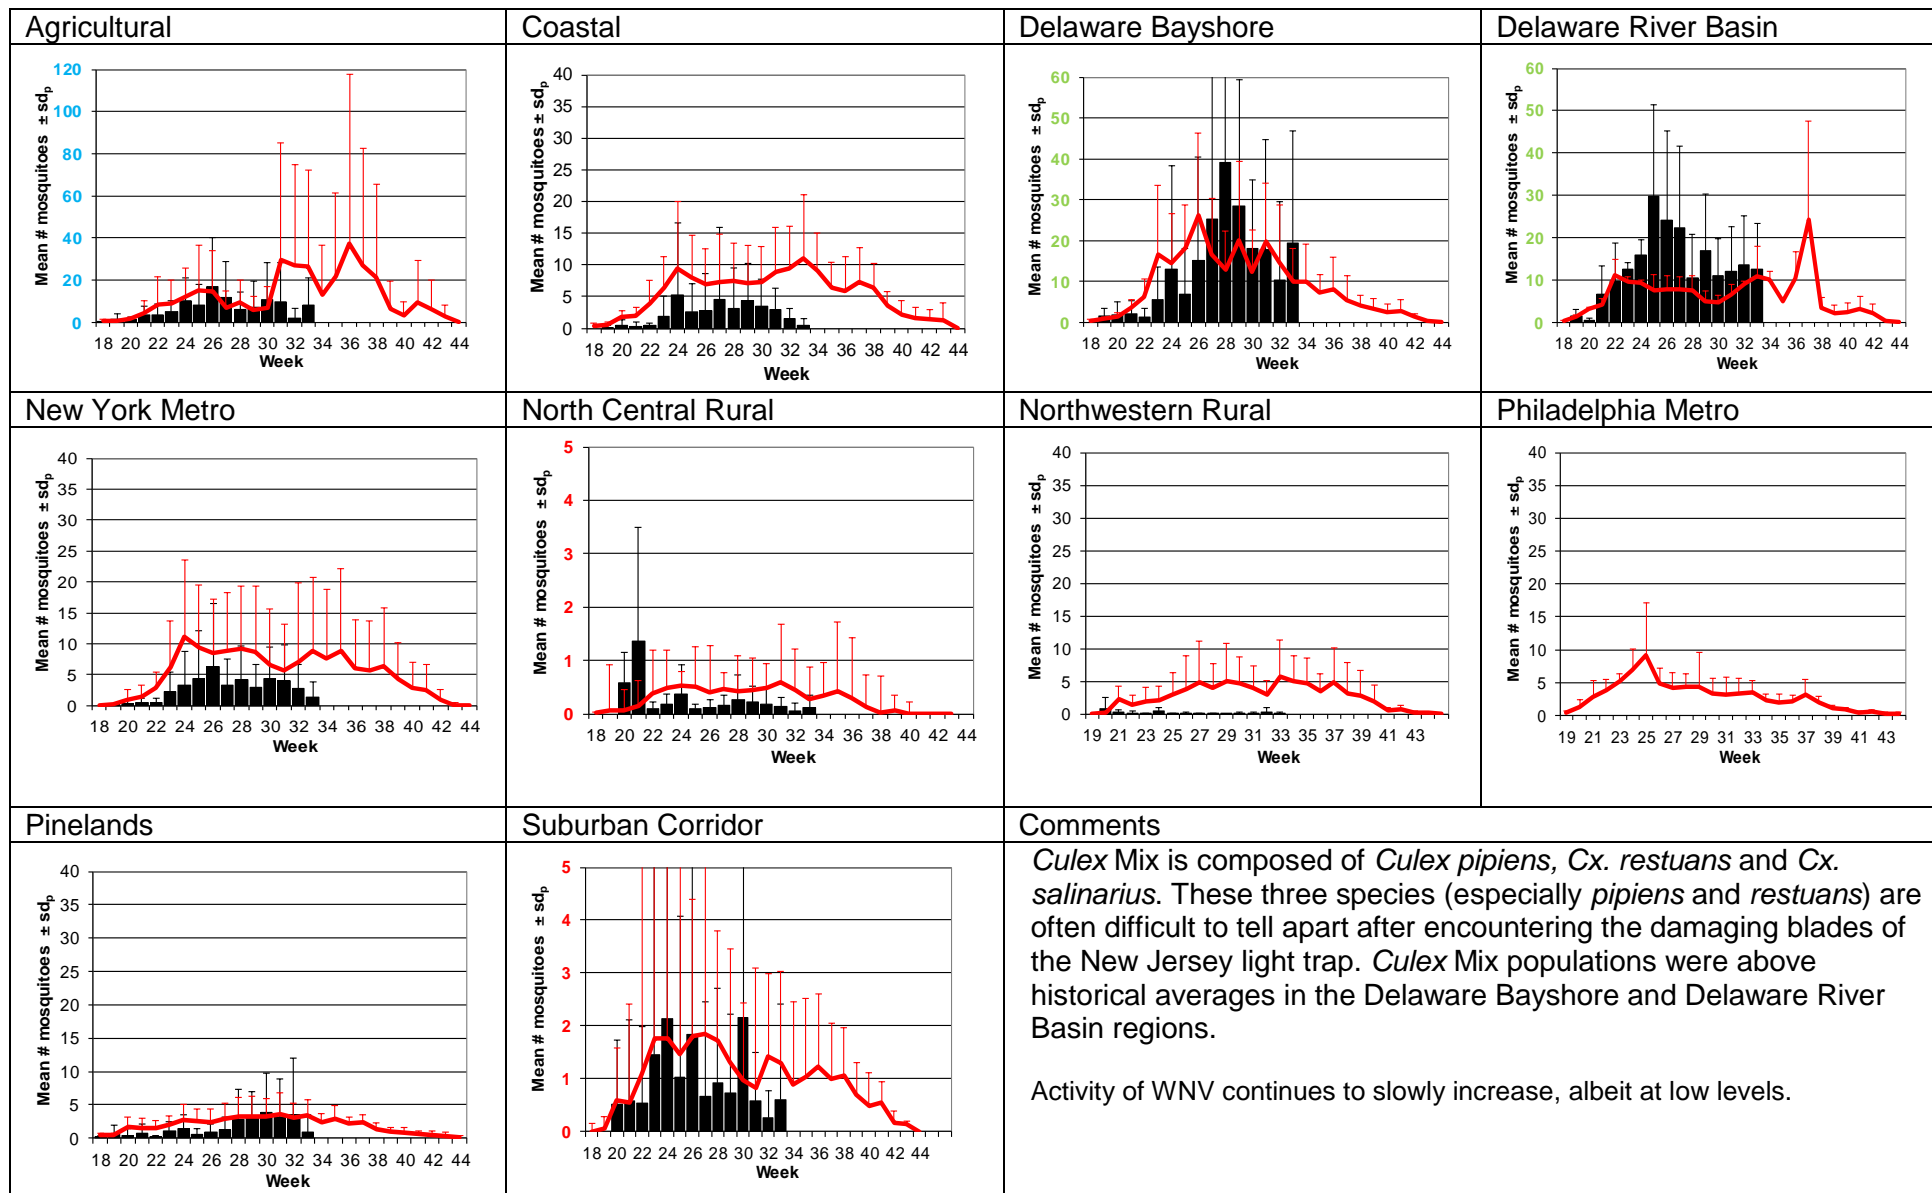 Agricultural
Mean # mosquitoes ± sdp
120
100
80
60
40
20
0
18 20 22 24 26 28 30 32 34 36 38 40 42 44
Week
Coastal
Mean # mosquitoes ± sdp
40
35
30
25
20
15
10
5
0
18 20 22 24 26 28 30 32 34 36 38 40 42 44
Week
Delaware Bayshore
Mean # mosquitoes ± sdp
60
50
40
30
20
10
0
18 20 22 24 26 28 30 32 34 36 38 40 42 44
Week
Delaware River Basin
Mean # mosquitoes ± sdp
60
50
40
30
20
10
0
18 20 22 24 26 28 30 32 34 36 38 40 42 44
Week
New York Metro
Mean # mosquitoes ± sdp
40
35
30
25
20
15
10
5
0
18 20 22 24 26 28 30 32 34 36 38 40 42 44
Week
North Central Rural
Mean # mosquitoes ± sdp
5
4
3
2
1
0
18 20 22 24 26 28 30 32 34 36 38 40 42 44
Week
Northwestern Rural
Mean # mosquitoes ± sdp
40
35
30
25
20
15
10
5
0
19 21 23 25 27 29 31 33 35 37 39 41 43
Week
Philadelphia Metro
Mean # mosquitoes ± sdp
40
35
30
25
20
15
10
5
0
19 21 23 25 27 29 31 33 35 37 39 41 43
Week
Pinelands
Mean # mosquitoes ± sdp
40
35
30
25
20
15
10
5
0
18 20 22 24 26 28 30 32 34 36 38 40 42 44
Week
Suburban Corridor
Mean # mosquitoes ± sdp
5
4
3
2
1
0
18 20 22 24 26 28 30 32 34 36 38 40 42 44
Week
Comments
Culex Mix is composed of Culex pipiens, Cx. restuans and Cx.
salinarius. These three species (especially pipiens and restuans) are
often difficult to tell apart after encountering the damaging blades of
the New Jersey light trap. Culex Mix populations were above
historical averages in the Delaware Bayshore and Delaware River
Basin regions.
Activity of WNV continues to slowly increase, albeit at low levels.